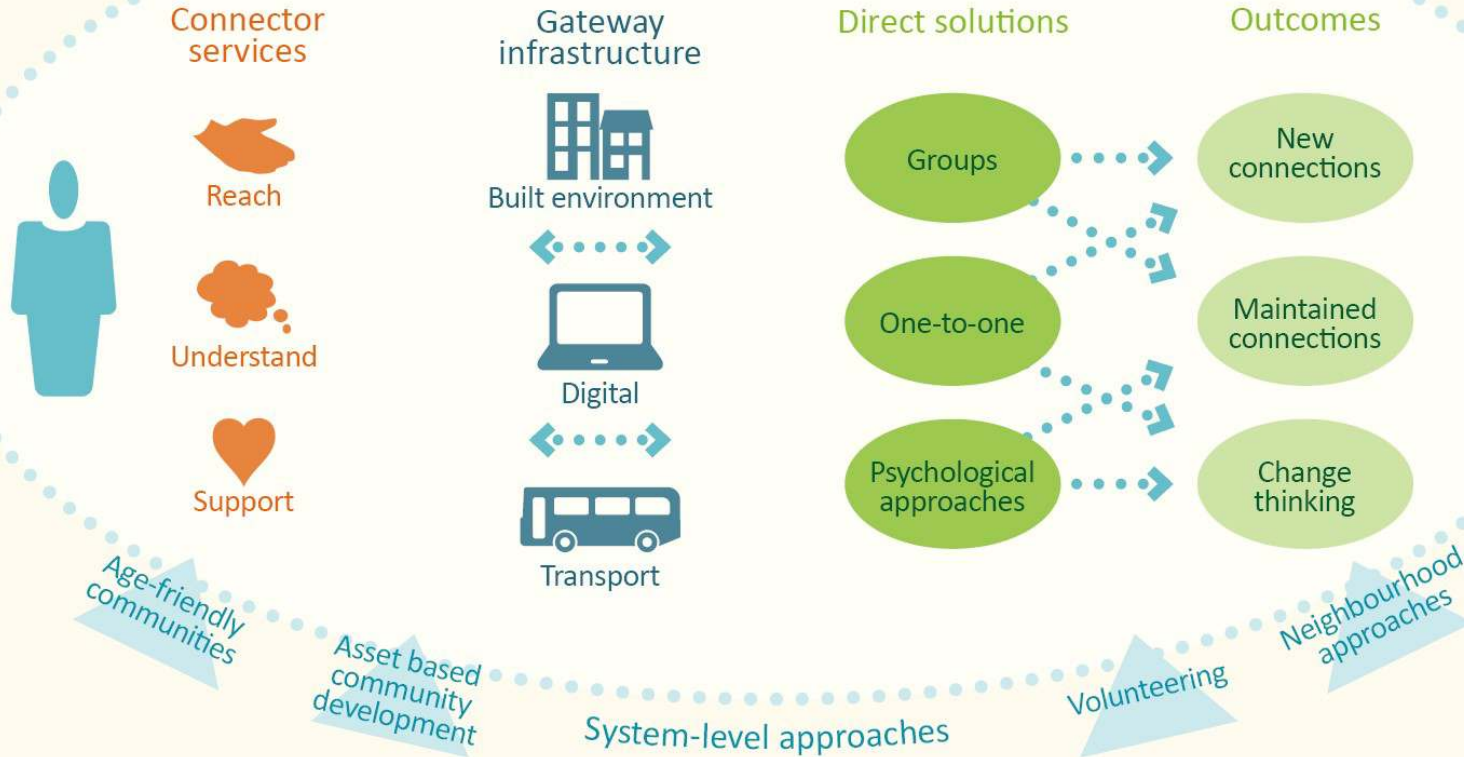 Connector
services
Reach
Understand
Support
Gateway
infrastructure
Built environment
Digital
Transport
Direct solutions
Groups
One-to-one
Psychological
approaches
Outcomes
New
connections
Maintained
connections
Change
thinking
Age-friendly
communities
Asset based
community
development
System-level approaches
Volunteering
Neighbourhood
approaches